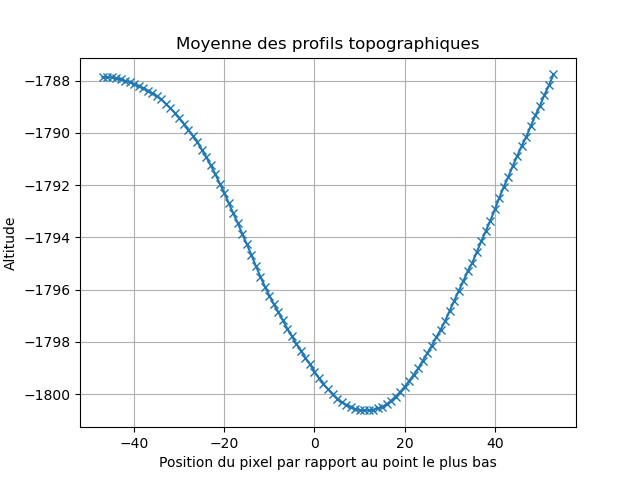 Moyenne des profils topographiques
−1788
−1790
−1792
−1794
−1796
−1798
−1800
Altitude
−40 −20 0 20 40
Position du pixel par rapport au point le plus bas